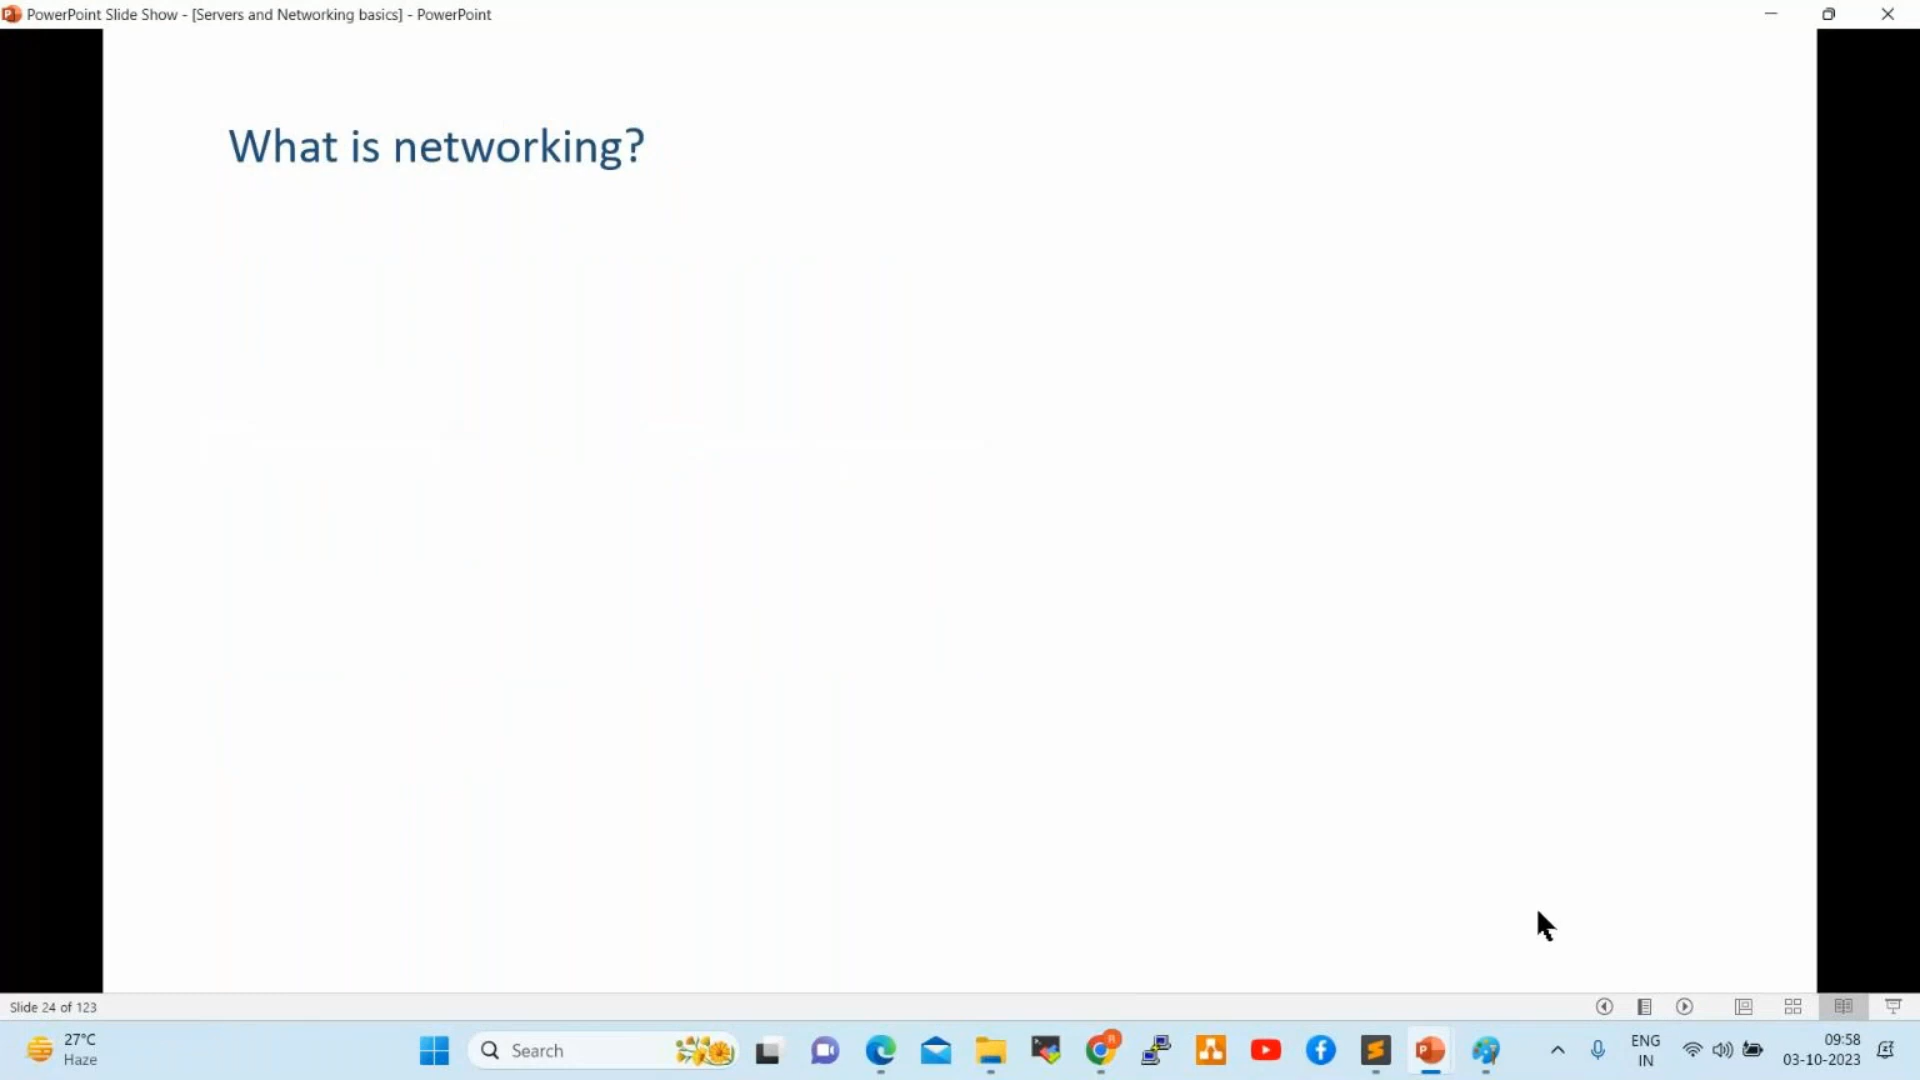 PowerPoint Slide Show - [Servers and Networking basics] - PowerPoint
What is networking?
Slide 24 of 123
27°C
Haze
Search
ENG
IN
09:58
03-10-2023